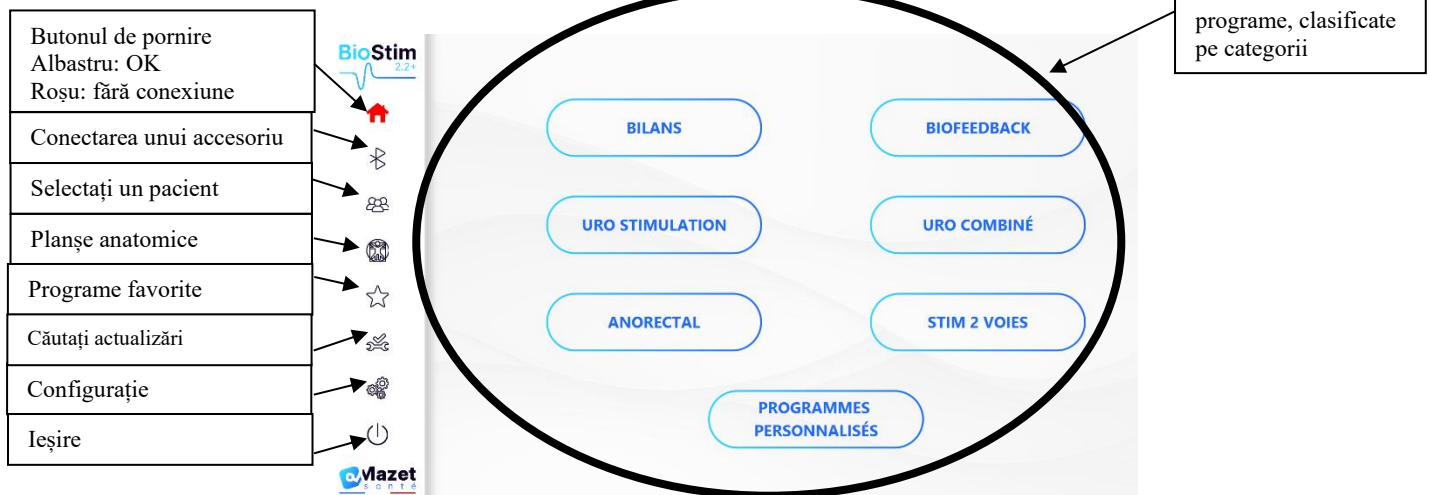 programe, clasificate
pe categorii
Butonul de pornire
Albastru: OK
Roșu: fără conexiune
Conectarea unui accesoriu
Selectați un pacient
Planșe anatomice
Programe favorite
Căutați actualizări
Configurație
Ieșire
BioStim
2.2+
BILANS
BIOFEEDBACK
URO STIMULATION
URO COMBINÉ
ANORECTAL
STIM 2 VOIES
PROGRAMMES
PERSONNALISÉS
Mazet
santé